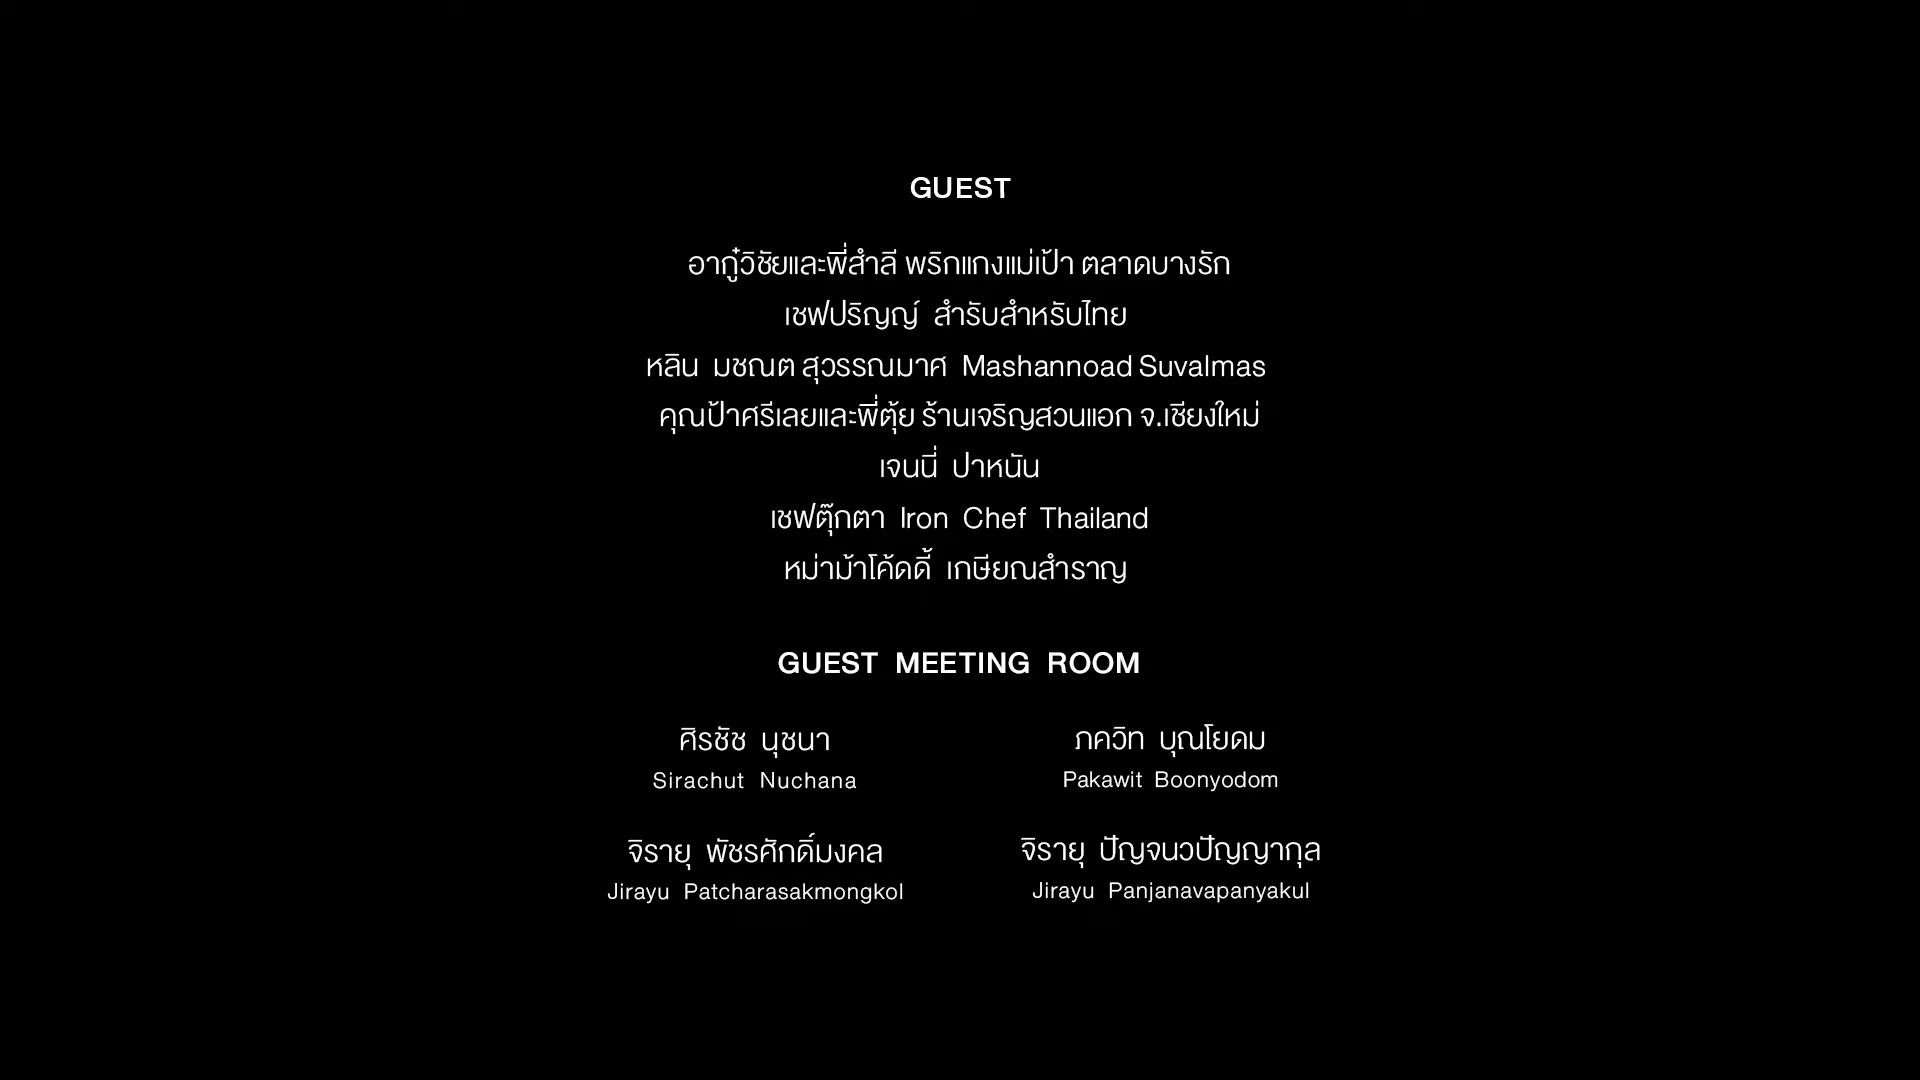 GUEST
อากู๋วิชัยและพี่สำลี พริกแกงแม่เป้า ตลาดบางรัก
เชฟปริญญ์ สำรับสำหรับไทย
หลิน มชณต สุวรรณมาศ Mashannoad Suvalmas
คุณป้าศรีเลยและพี่ตุ้ย ร้านเจริญสวนแอก จ.เชียงใหม่
เจนนี่ ปาหนัน
เชฟตุ๊กตา Iron Chef Thailand
หม่าม้าโค้ดดี้ เกษียณสำราญ
GUEST MEETING ROOM
ศิรชัช นุชนา
Sirachut Nuchana
ภควิท บุณโยดม
Pakawit Boonyodom
จิรายุ พัชรศักดิ์มงคล
Jirayu Patcharasakmongkol
จิรายุ ปัญจนวปัญญากุล
Jirayu Panjanavapanyakul